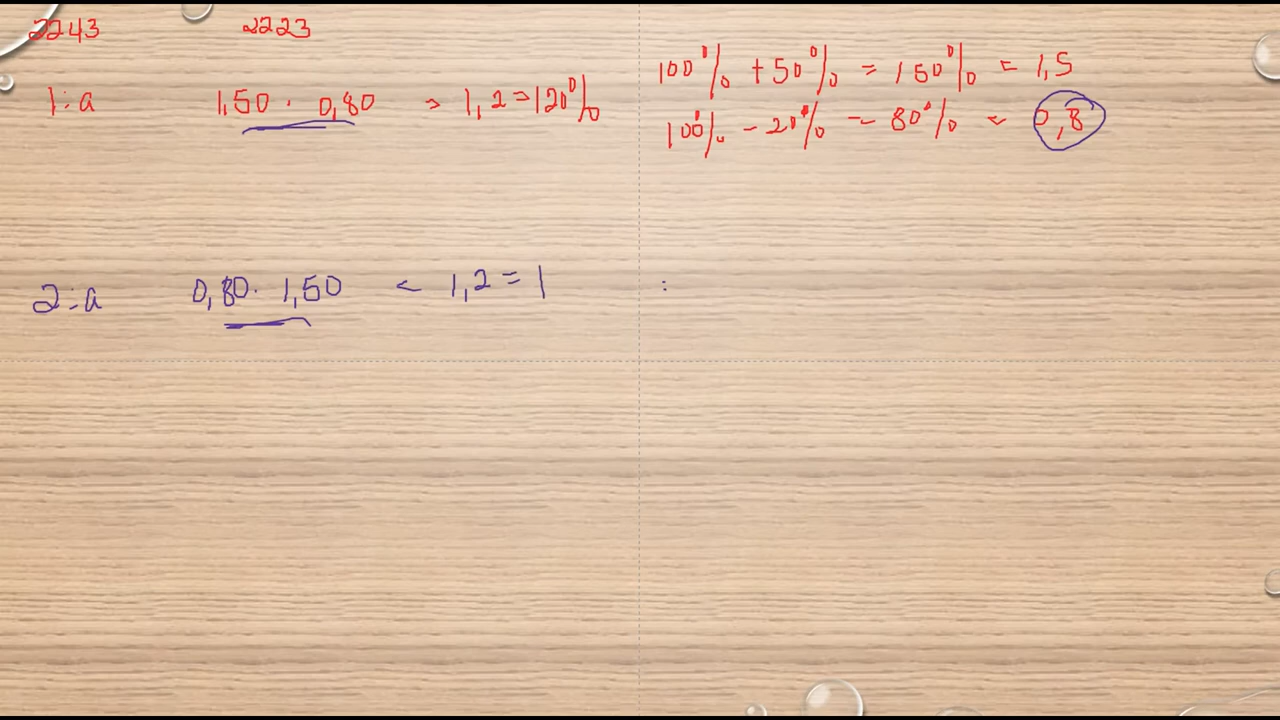 2243 2223
1:a 1,50 · 0,80 = 1,2 = 120%
100% + 50% = 150% = 1,5
100% - 20% = 80% = 0,8
2:a 0,80 · 1,50 = 1,2 = 1